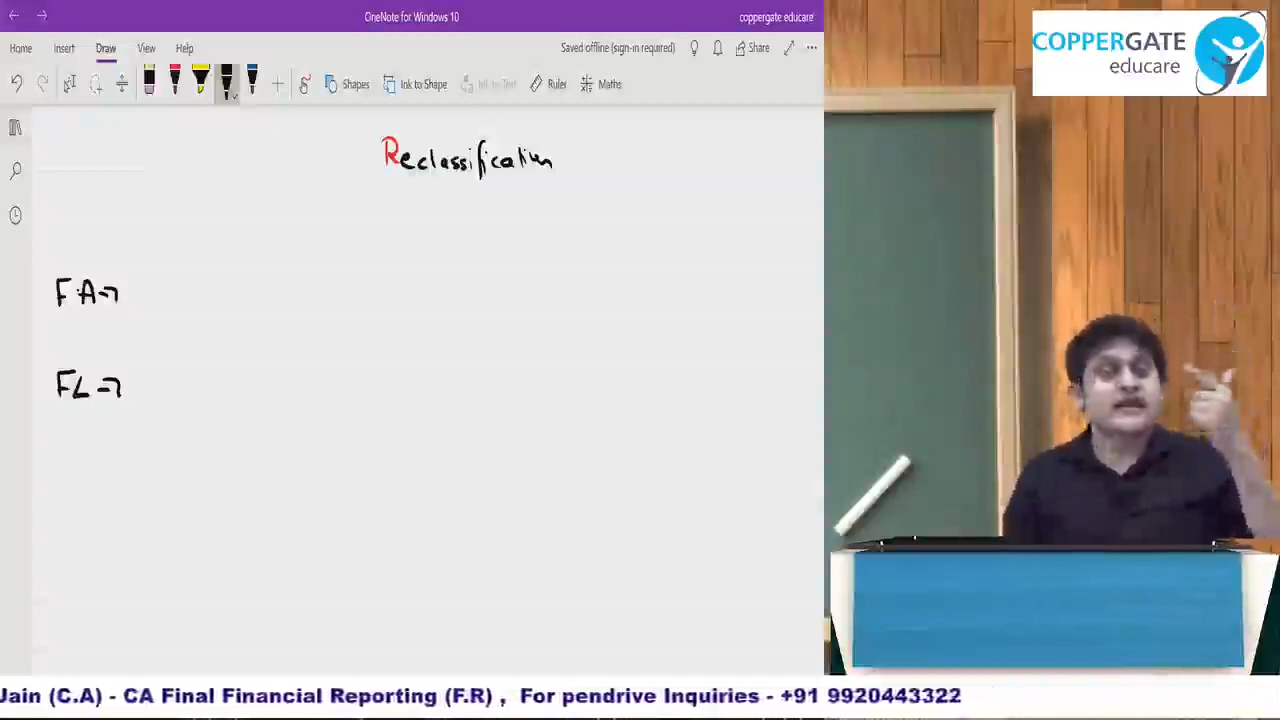 OneNote for Windows 10
coppergate educare
Home Insert Draw View Help
Saved offline (sign-in required)
Share
Shapes
Ink to Shape
Ink to Text
Ruler
Maths
COPPERGATE
educare
Reclassification
FA⇒
FL⇒
Jain (C.A) - CA Final Financial Reporting (F.R) , For pendrive Inquiries - +91 9920443322